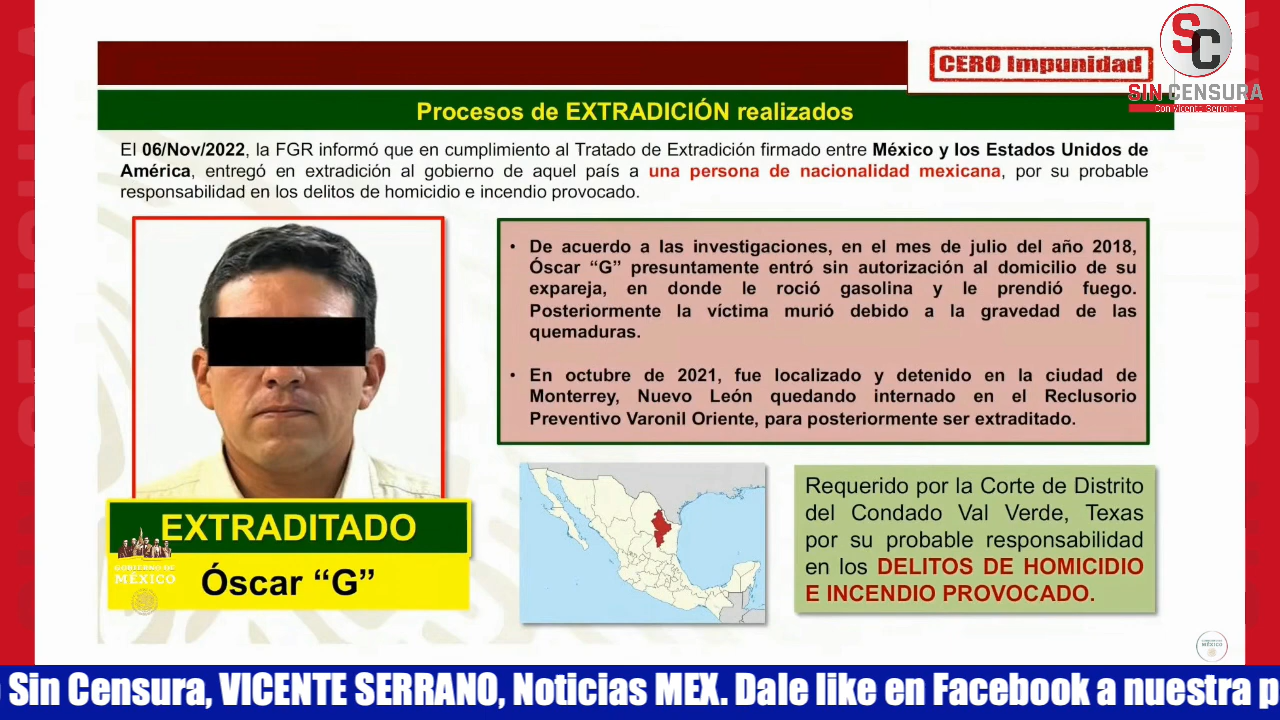 CERO Impunidad
SC
SIN CENSURA
Con Vicente Serrano
Procesos de EXTRADICIÓN realizados
El 06/Nov/2022, la FGR informó que en cumplimiento al Tratado de Extradición firmado entre México y los Estados Unidos de
América, entregó en extradición al gobierno de aquel país a una persona de nacionalidad mexicana, por su probable
responsabilidad en los delitos de homicidio e incendio provocado.
• De acuerdo a las investigaciones, en el mes de julio del año 2018,
Óscar “G” presuntamente entró sin autorización al domicilio de su
expareja, en donde le roció gasolina y le prendió fuego.
Posteriormente la víctima murió debido a la gravedad de las
quemaduras.
• En octubre de 2021, fue localizado y detenido en la ciudad de
Monterrey, Nuevo León quedando internado en el Reclusorio
Preventivo Varonil Oriente, para posteriormente ser extraditado.
EXTRADITADO
GOBIERNO DE
MÉXICO
Óscar “G”
Requerido por la Corte de Distrito
del Condado Val Verde, Texas
por su probable responsabilidad
en los DELITOS DE HOMICIDIO
E INCENDIO PROVOCADO.
MÉXICO
Sin Censura, VICENTE SERRANO, Noticias MEX. Dale like en Facebook a nuestra p